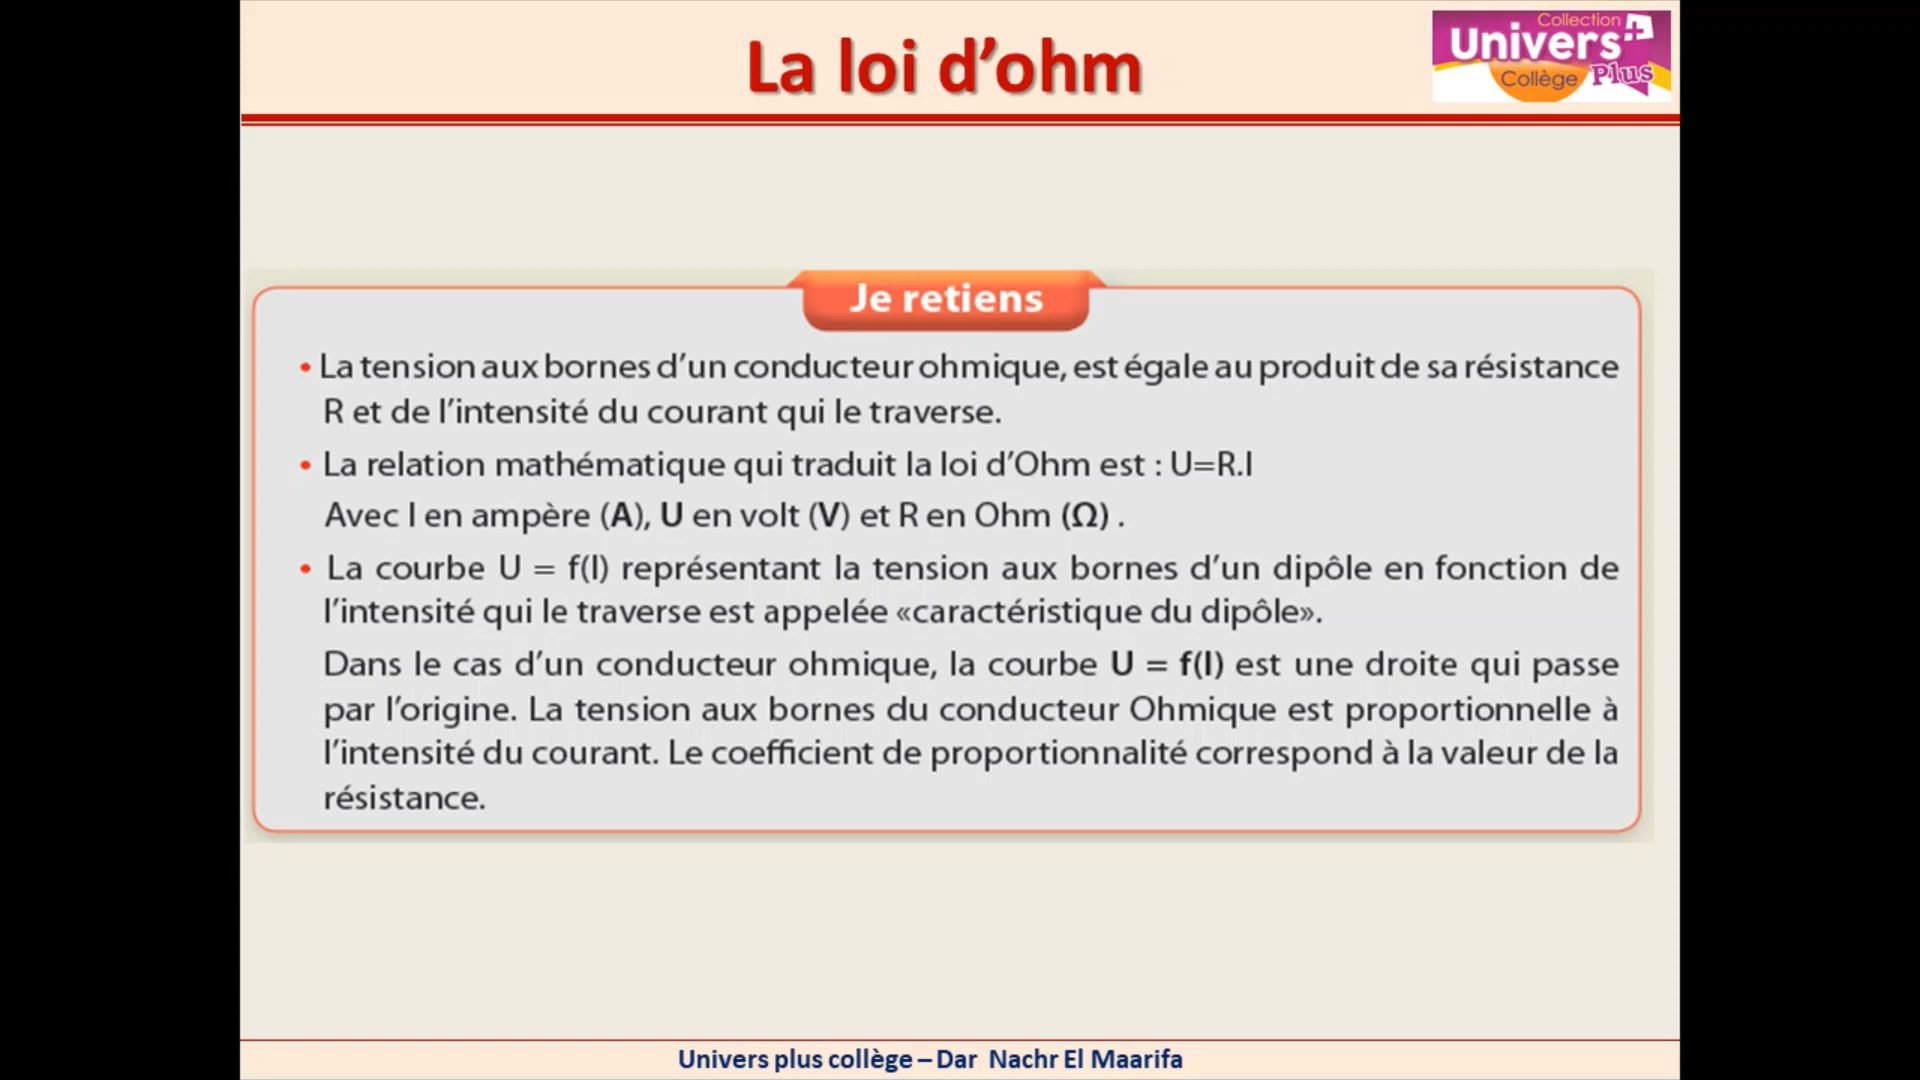 La loi d’ohm
Collection
Univers+
Collège Plus
Je retiens
• La tension aux bornes d’un conducteur ohmique, est égale au produit de sa résistance
R et de l’intensité du courant qui le traverse.
• La relation mathématique qui traduit la loi d’Ohm est : U=R.I
Avec I en ampère (A), U en volt (V) et R en Ohm (Ω) .
• La courbe U = f(I) représentant la tension aux bornes d’un dipôle en fonction de
l’intensité qui le traverse est appelée «caractéristique du dipôle».
Dans le cas d’un conducteur ohmique, la courbe U = f(I) est une droite qui passe
par l’origine. La tension aux bornes du conducteur Ohmique est proportionnelle à
l’intensité du courant. Le coefficient de proportionnalité correspond à la valeur de la
résistance.
Univers plus collège – Dar Nachr El Maarifa